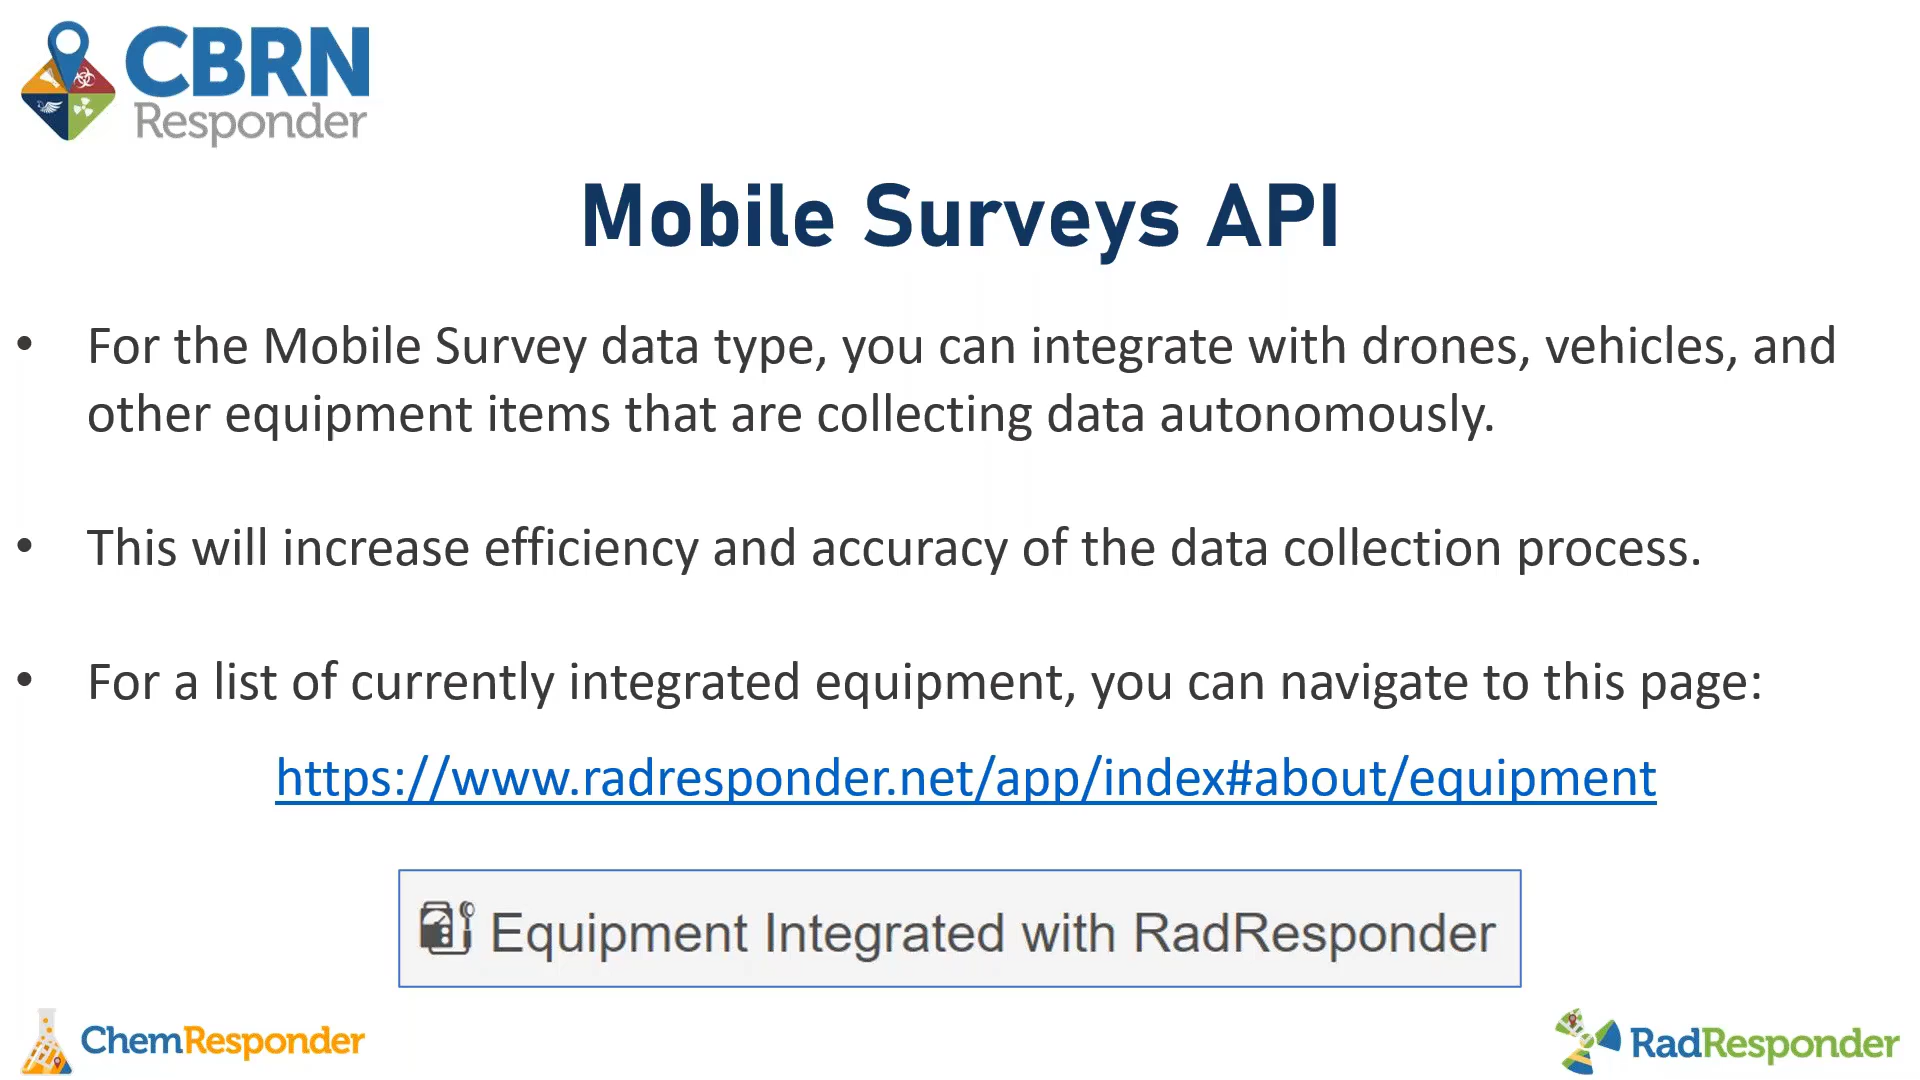 CBRN
Responder
Mobile Surveys API
• For the Mobile Survey data type, you can integrate with drones, vehicles, and
other equipment items that are collecting data autonomously.
• This will increase efficiency and accuracy of the data collection process.
• For a list of currently integrated equipment, you can navigate to this page:
https://www.radresponder.net/app/index#about/equipment
Equipment Integrated with RadResponder
ChemResponder
RadResponder